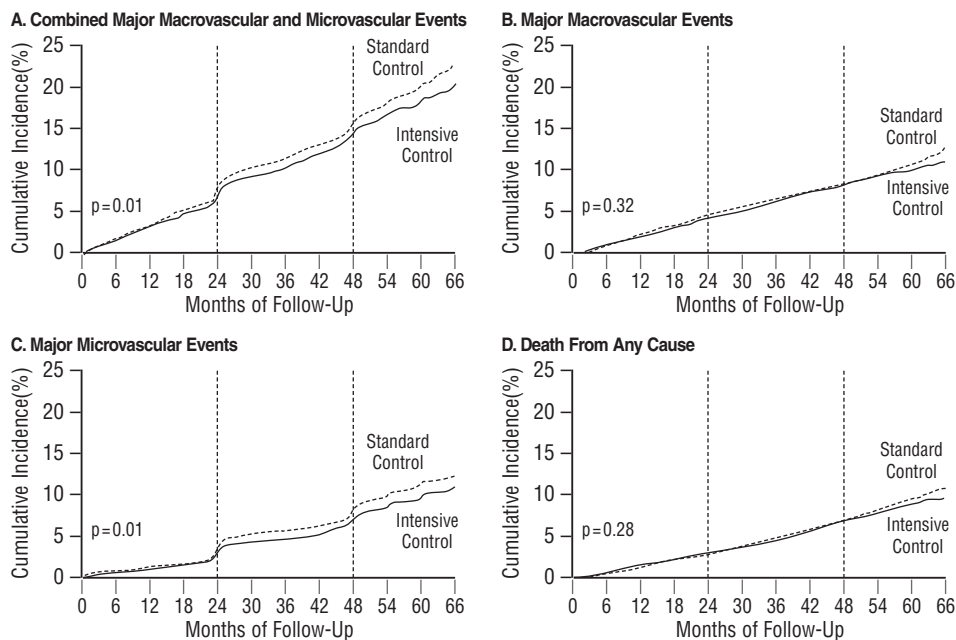 A. Combined Major Macrovascular and Microvascular Events
Cumulative Incidence(%)
25
20
15
10
5
0
Standard
Control
Intensive
Control
p=0.01
0 6 12 18 24 30 36 42 48 54 60 66
Months of Follow-Up
B. Major Macrovascular Events
Cumulative Incidence(%)
25
20
15
10
5
0
Standard
Control
Intensive
Control
p=0.32
0 6 12 18 24 30 36 42 48 54 60 66
Months of Follow-Up
C. Major Microvascular Events
Cumulative Incidence(%)
25
20
15
10
5
0
Standard
Control
Intensive
Control
p=0.01
0 6 12 18 24 30 36 42 48 54 60 66
Months of Follow-Up
D. Death From Any Cause
Cumulative Incidence(%)
25
20
15
10
5
0
Standard
Control
Intensive
Control
p=0.28
0 6 12 18 24 30 36 42 48 54 60 66
Months of Follow-Up